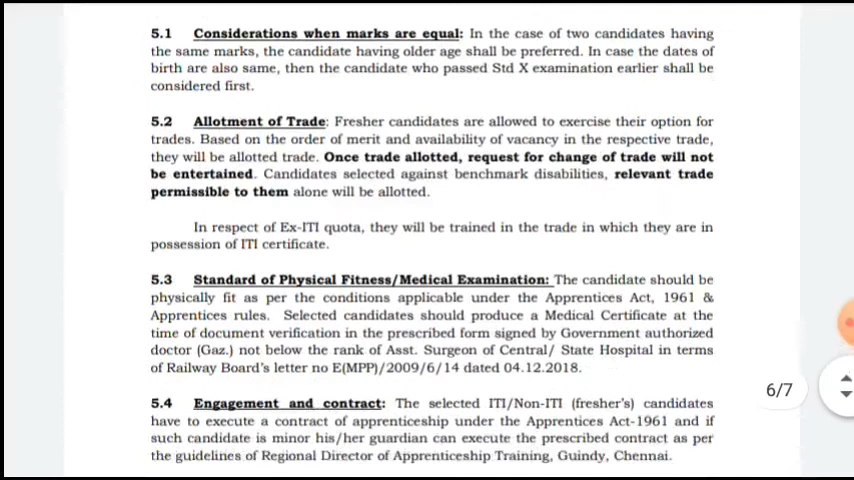 5.1 Considerations when marks are equal: In the case of two candidates having
the same marks, the candidate having older age shall be preferred. In case the dates of
birth are also same, then the candidate who passed Std X examination earlier shall be
considered first.
5.2 Allotment of Trade: Fresher candidates are allowed to exercise their option for
trades. Based on the order of merit and availability of vacancy in the respective trade,
they will be allotted trade. Once trade allotted, request for change of trade will not
be entertained. Candidates selected against benchmark disabilities, relevant trade
permissible to them alone will be allotted.
In respect of Ex-ITI quota, they will be trained in the trade in which they are in
possession of ITI certificate.
5.3 Standard of Physical Fitness/Medical Examination: The candidate should be
physically fit as per the conditions applicable under the Apprentices Act, 1961 &
Apprentices rules. Selected candidates should produce a Medical Certificate at the
time of document verification in the prescribed form signed by Government authorized
doctor (Gaz.) not below the rank of Asst. Surgeon of Central/ State Hospital in terms
of Railway Board's letter no E(MPP)/2009/6/14 dated 04.12.2018.
6/7
5.4 Engagement and contract: The selected ITI/Non-ITI (fresher's) candidates
have to execute a contract of apprenticeship under the Apprentices Act-1961 and if
such candidate is minor his/her guardian can execute the prescribed contract as per
the guidelines of Regional Director of Apprenticeship Training, Guindy, Chennai.